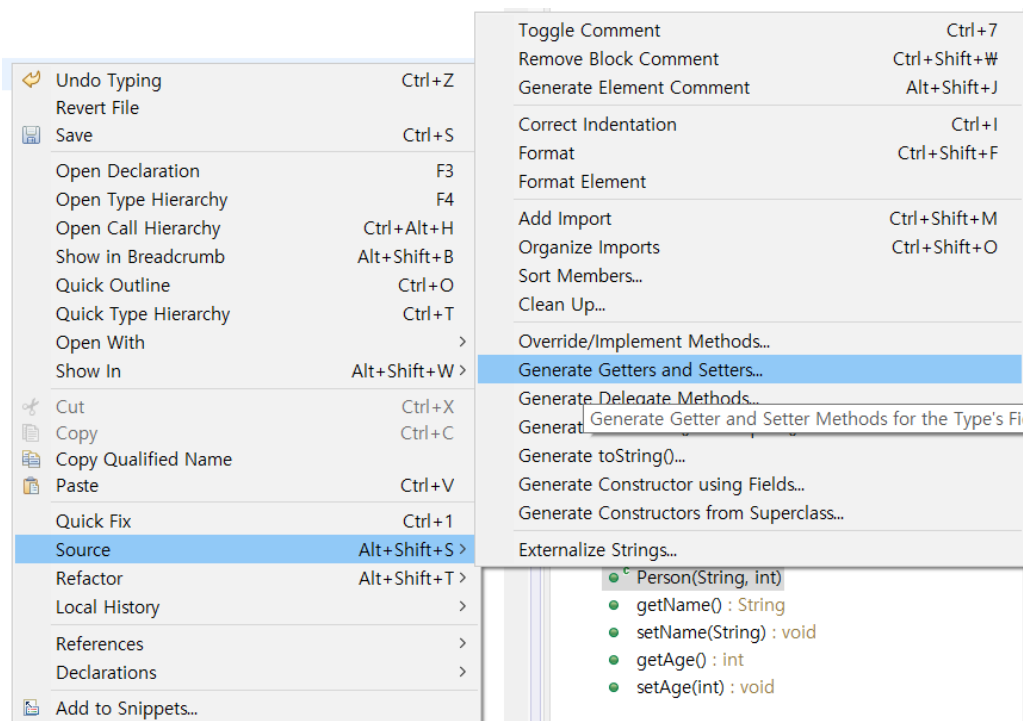 Undo Typing Ctrl+Z
Revert File
Save Ctrl+S
Open Declaration F3
Open Type Hierarchy F4
Open Call Hierarchy Ctrl+Alt+H
Show in Breadcrumb Alt+Shift+B
Quick Outline Ctrl+O
Quick Type Hierarchy Ctrl+T
Open With >
Show In Alt+Shift+W >
Cut Ctrl+X
Copy Ctrl+C
Copy Qualified Name
Paste Ctrl+V
Quick Fix Ctrl+1
Source Alt+Shift+S >
Refactor Alt+Shift+T >
Local History >
References >
Declarations >
Add to Snippets...
Toggle Comment Ctrl+7
Remove Block Comment Ctrl+Shift+₩
Generate Element Comment Alt+Shift+J
Correct Indentation Ctrl+I
Format Ctrl+Shift+F
Format Element
Add Import Ctrl+Shift+M
Organize Imports Ctrl+Shift+O
Sort Members...
Clean Up...
Override/Implement Methods...
Generate Getters and Setters...
Generate Delegate Methods...
Generate Getter and Setter Methods for the Type's Fi
Generat
Generate toString()...
Generate Constructor using Fields...
Generate Constructors from Superclass...
Externalize Strings...
Person(String, int)
getName() : String
setName(String) : void
getAge() : int
setAge(int) : void